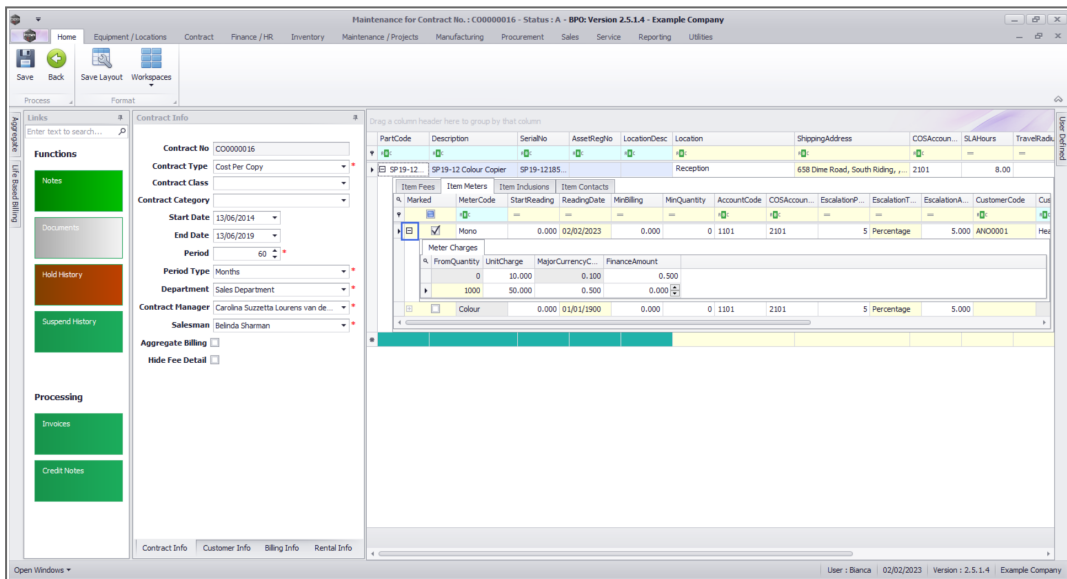 Maintenance for Contract No. : CO0000016 - Status : A - BPO: Version 2.5.1.4 - Example Company
Home Equipment / Locations Contract Finance / HR Inventory Maintenance / Projects Manufacturing Procurement Sales Service Reporting Utilities
Save Back Save Layout Workspaces
Process Format
Aggregate
Life Based Billing
Links
Enter text to search...
Functions
Notes
Documents
Hold History
Suspend History
Processing
Invoices
Credit Notes
Contract Info
Contract No CO0000016
Contract Type Cost Per Copy *
Contract Class
Contract Category
Start Date 13/06/2014
End Date 13/06/2019
Period 60 *
Period Type Months *
Department Sales Department *
Contract Manager Carolina Suzzetta Lourens van de... *
Salesman Belinda Sharman *
Aggregate Billing
Hide Fee Detail
Contract Info Customer Info Billing Info Rental Info
Drag a column header here to group by that column.
PartCode Description SerialNo AssetRegNo LocationDesc Location ShippingAddress COSAccoun... SLAHours TravelRadiu
SP19-12... SP19-12 Colour Copier SP19-12185... Reception 658 Dime Road, South Riding, ,... 2101 8.00
Item Fees Item Meters Item Inclusions Item Contacts
Marked MeterCode StartReading ReadingDate MinBilling MinQuantity AccountCode COSAccoun... EscalationP... EscalationT... EscalationA... CustomerCode Cus
Mono 0.000 02/02/2023 0.000 0 1101 2101 5 Percentage 5.000 ANO0001 Hea
Meter Charges
FromQuantity UnitCharge MajorCurrencyC... FinanceAmount
0 10.000 0.100 0.500
1000 50.000 0.500 0.000
Colour 0.000 01/01/1900 0.000 0 1101 2101 5 Percentage 5.000
User Defined
Open Windows User : Bianca 02/02/2023 Version : 2.5.1.4 Example Company